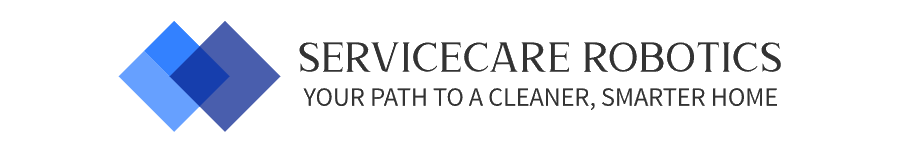 SERVICECARE ROBOTICS
YOUR PATH TO A CLEANER, SMARTER HOME